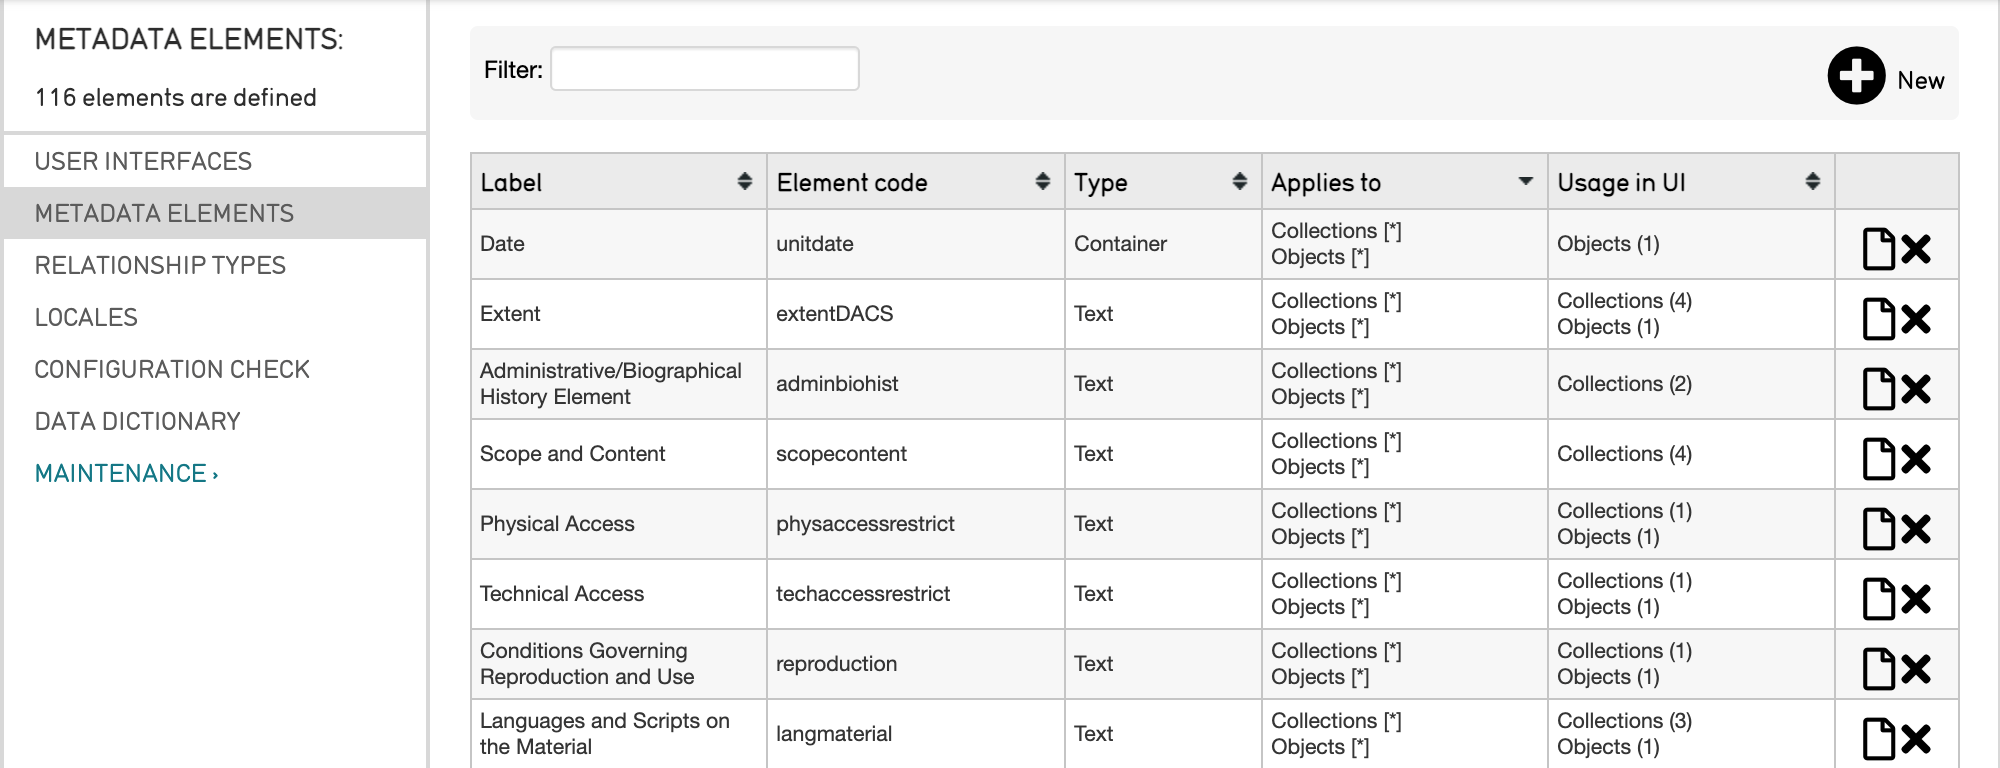 METADATA ELEMENTS:
116 elements are defined
USER INTERFACES
METADATA ELEMENTS
RELATIONSHIP TYPES
LOCALES
CONFIGURATION CHECK
DATA DICTIONARY
MAINTENANCE ›
Filter:
New
Label Element code Type Applies to Usage in UI
Date unitdate Container Collections [*]
Objects [*] Objects (1)
Extent extentDACS Text Collections [*]
Objects [*] Collections (4)
Objects (1)
Administrative/Biographical
History Element adminbiohist Text Collections [*]
Objects [*] Collections (2)
Scope and Content scopecontent Text Collections [*]
Objects [*] Collections (4)
Physical Access physaccessrestrict Text Collections [*]
Objects [*] Collections (1)
Objects (1)
Technical Access techaccessrestrict Text Collections [*]
Objects [*] Collections (1)
Objects (1)
Conditions Governing
Reproduction and Use reproduction Text Collections [*]
Objects [*] Collections (1)
Objects (1)
Languages and Scripts on
the Material langmaterial Text Collections [*]
Objects [*] Collections (3)
Objects (1)